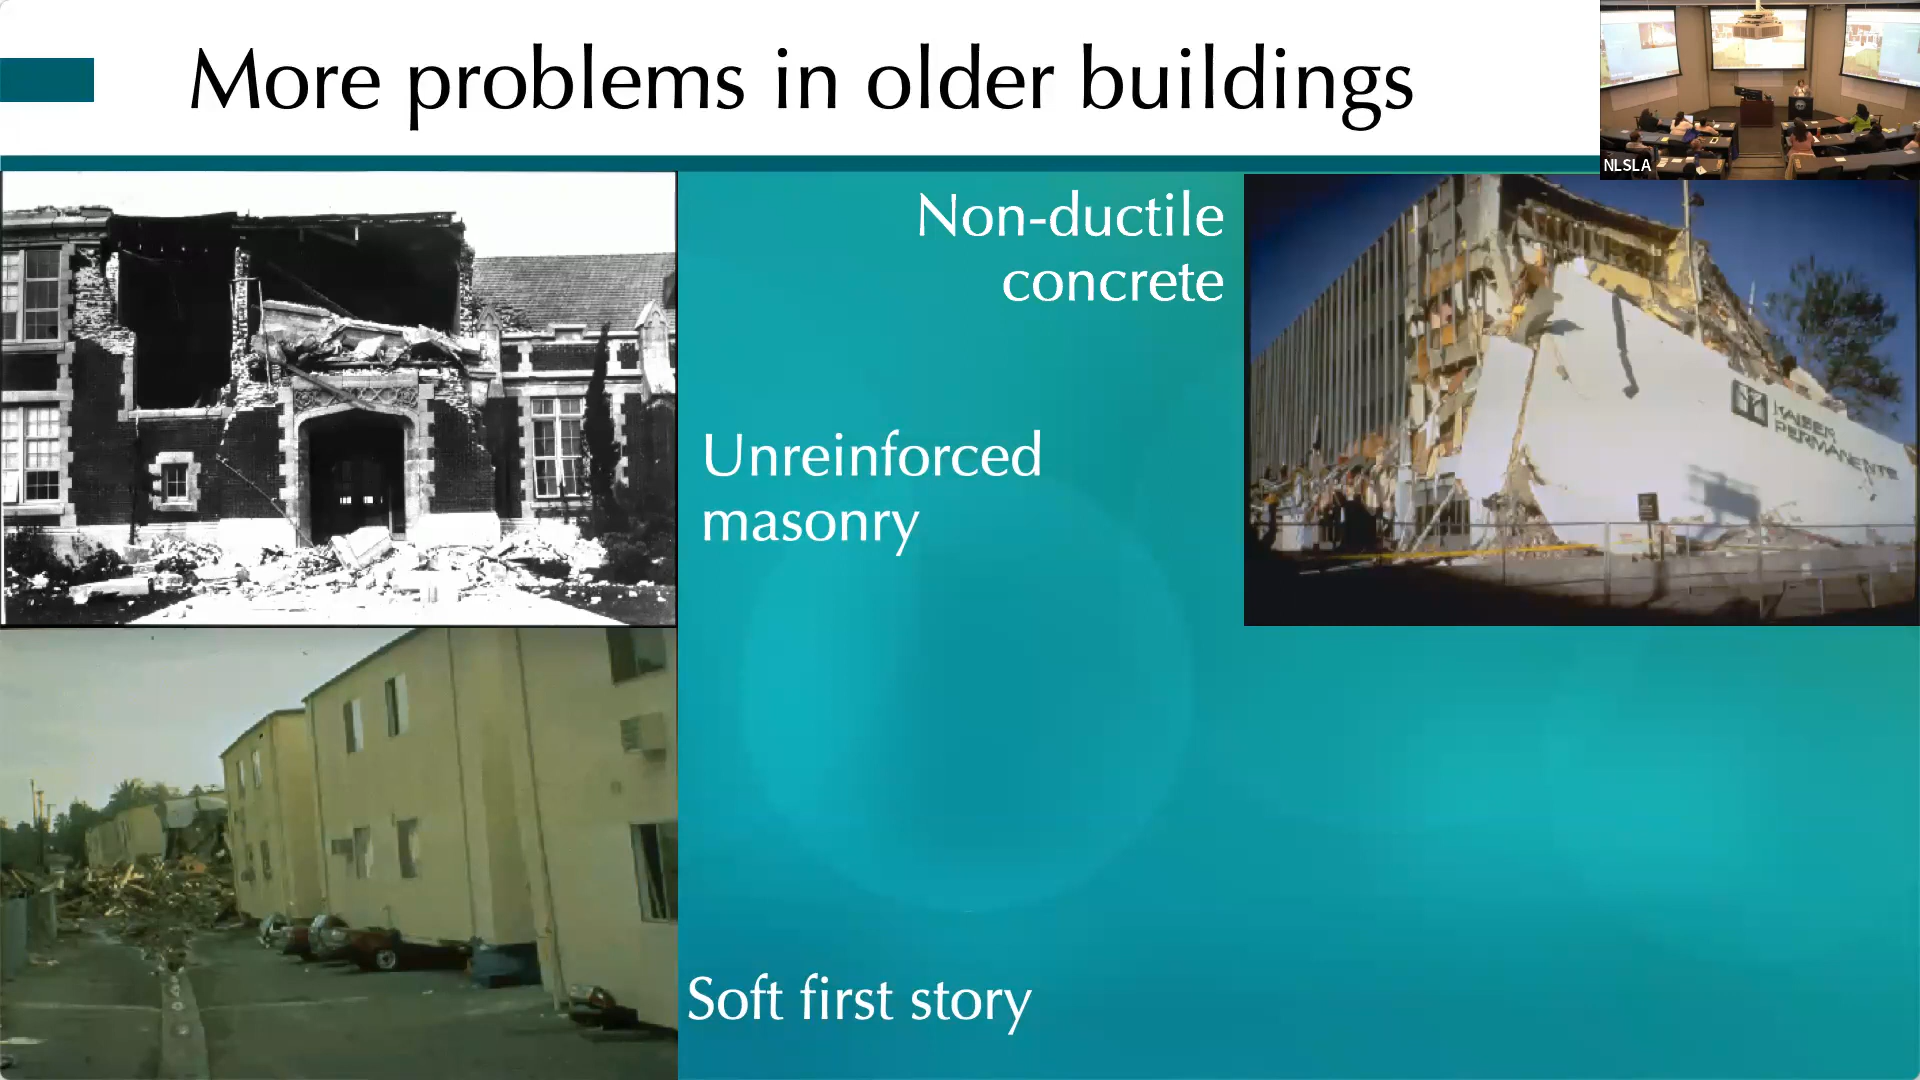 More problems in older buildings
NLSLA
Non-ductile
concrete
KAISER
PERMANENTE
Unreinforced
masonry
Soft first story